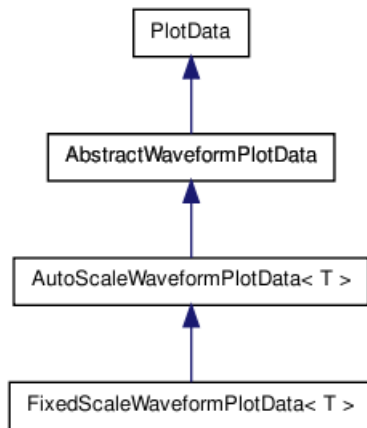 PlotData
AbstractWaveformPlotData
AutoScaleWaveformPlotData< T >
FixedScaleWaveformPlotData< T >